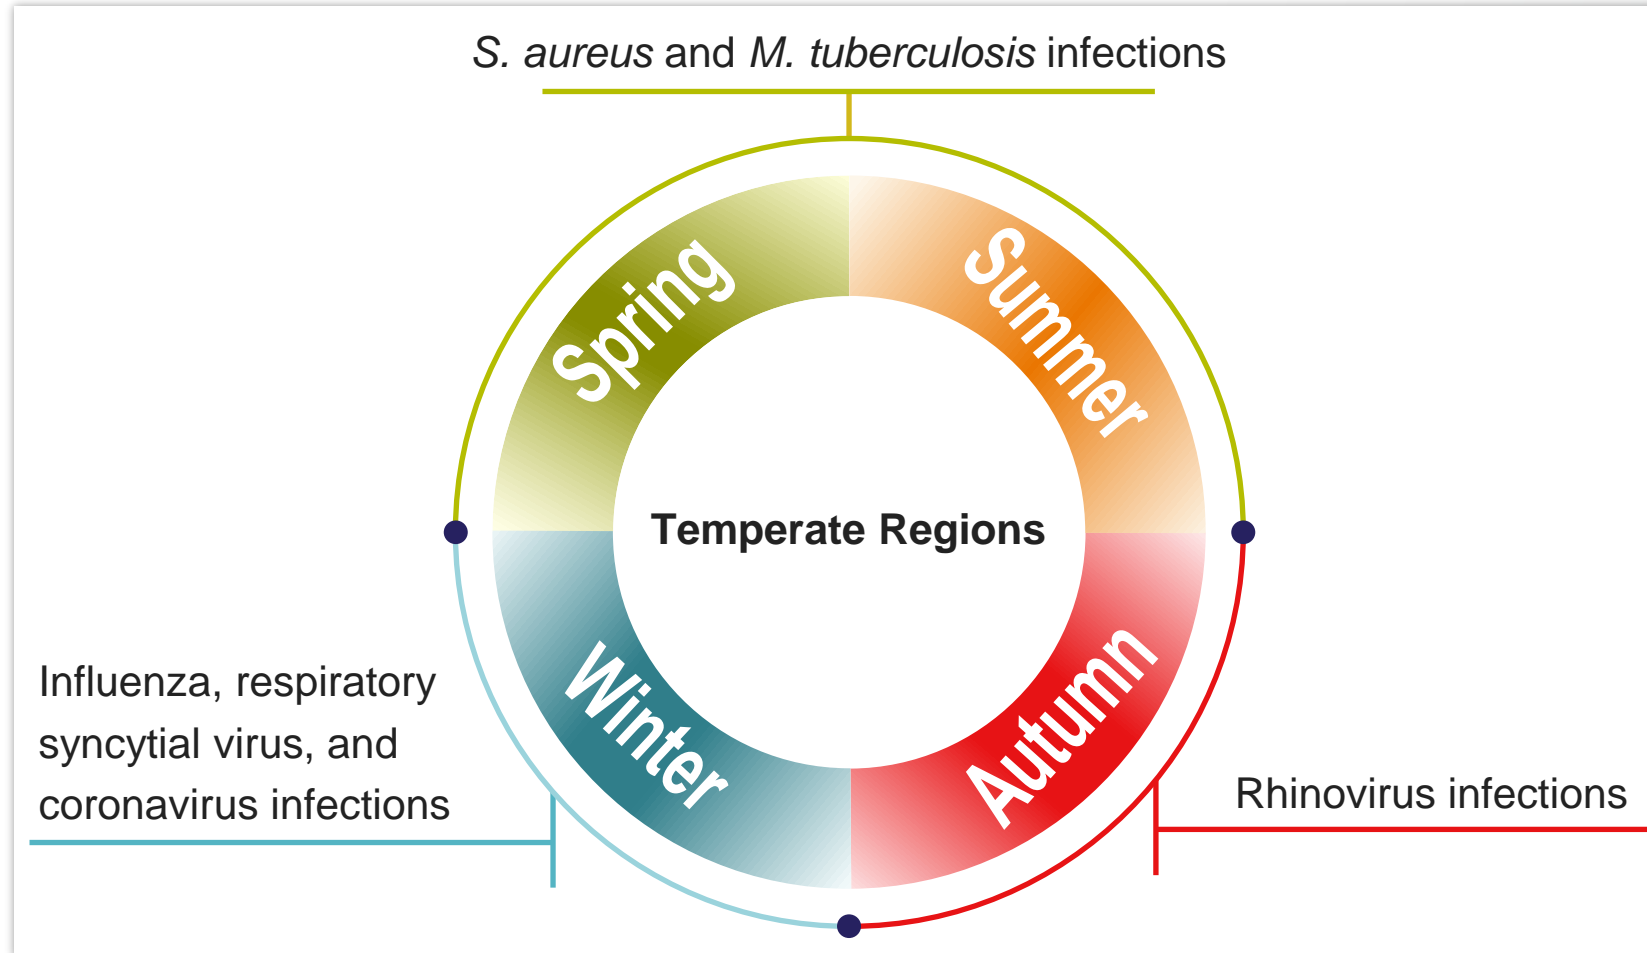 S. aureus and M. tuberculosis infections
Spring
Summer
Temperate Regions
Winter
Autumn
Influenza, respiratory
syncytial virus, and
coronavirus infections
Rhinovirus infections